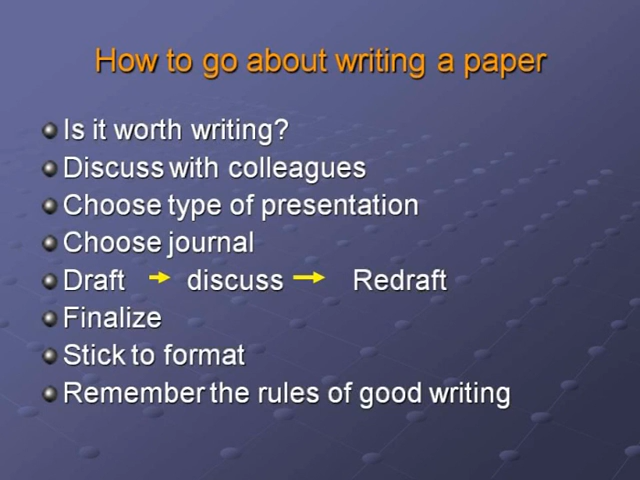 How to go about writing a paper
Is it worth writing?
Discuss with colleagues
Choose type of presentation
Choose journal
Draft discuss Redraft
Finalize
Stick to format
Remember the rules of good writing